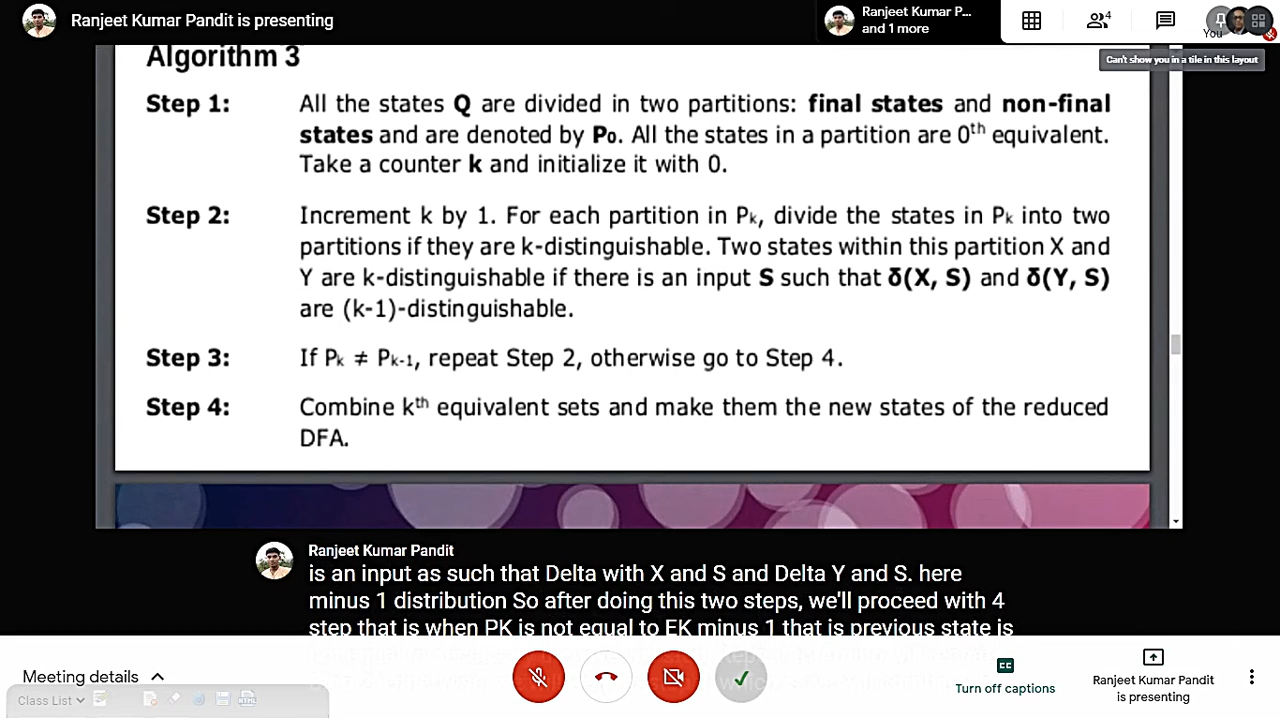 Ranjeet Kumar Pandit is presenting
Ranjeet Kumar P...
and 1 more
4
You
Can't show you in a tile in this layout
Algorithm 3
Step 1: All the states Q are divided in two partitions: final states and non-final
states and are denoted by P₀. All the states in a partition are 0ᵗʰ equivalent.
Take a counter k and initialize it with 0.
Step 2: Increment k by 1. For each partition in Pₖ, divide the states in Pₖ into two
partitions if they are k-distinguishable. Two states within this partition X and
Y are k-distinguishable if there is an input S such that δ(X, S) and δ(Y, S)
are (k-1)-distinguishable.
Step 3: If Pₖ ≠ Pₖ₋₁, repeat Step 2, otherwise go to Step 4.
Step 4: Combine kᵗʰ equivalent sets and make them the new states of the reduced
DFA.
Ranjeet Kumar Pandit
is an input as such that Delta with X and S and Delta Y and S. here
minus 1 distribution So after doing this two steps, we'll proceed with 4
step that is when PK is not equal to EK minus 1 that is previous state is
Meeting details
CC
Turn off captions
Ranjeet Kumar Pandit
is presenting
Class List